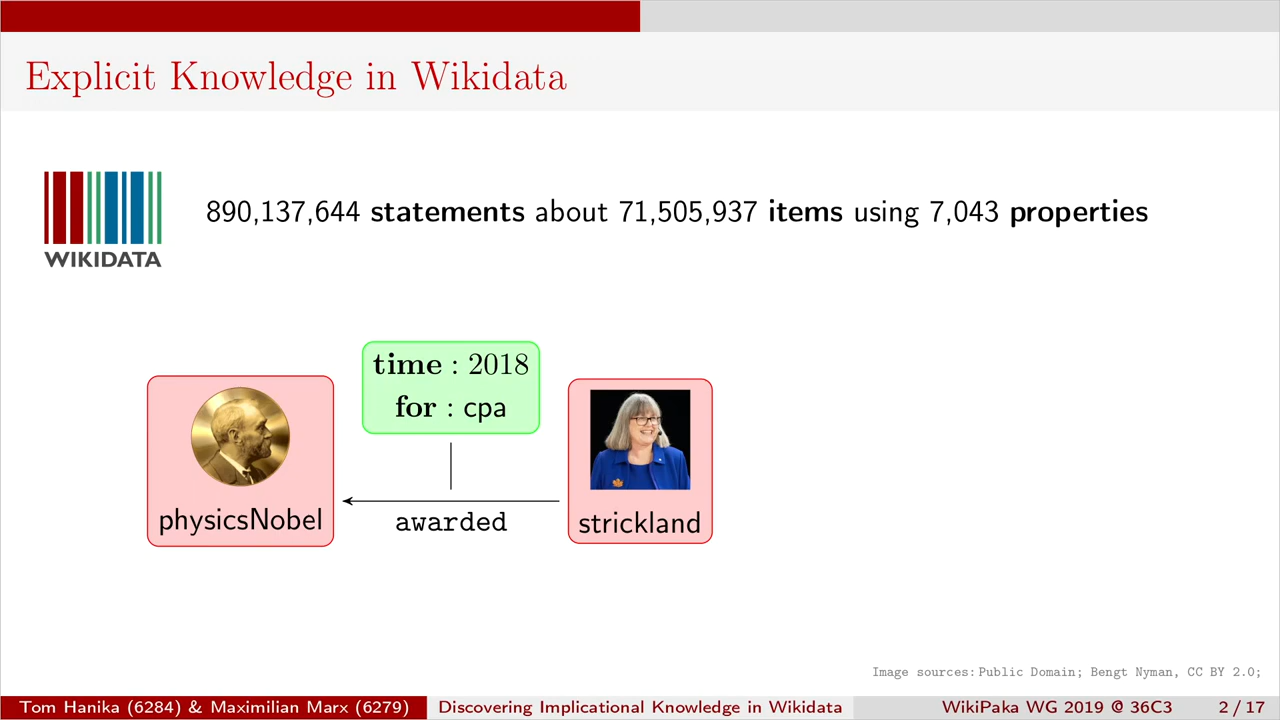 Explicit Knowledge in Wikidata
WIKIDATA
890,137,644 statements about 71,505,937 items using 7,043 properties
time : 2018
for : cpa
physicsNobel
awarded
strickland
Image sources: Public Domain; Bengt Nyman, CC BY 2.0;
Tom Hanika (6284) & Maximilian Marx (6279) Discovering Implicational Knowledge in Wikidata WikiPaka WG 2019 @ 36C3 2 / 17